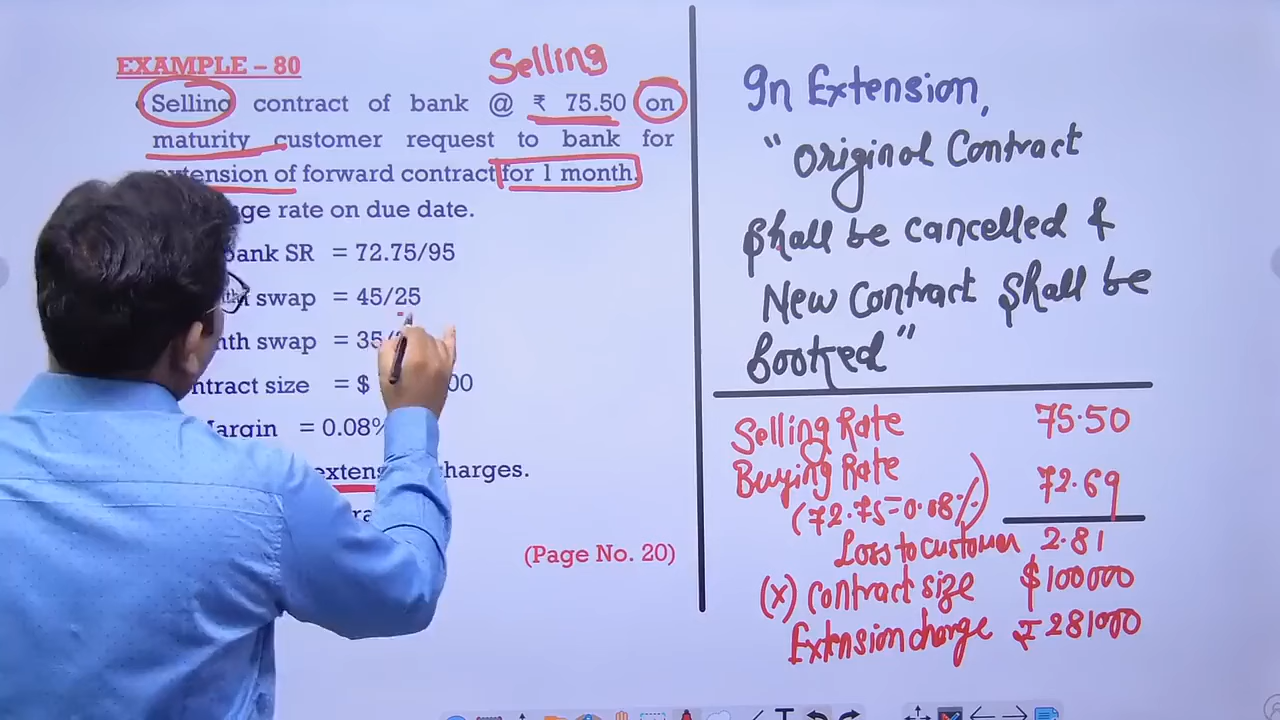 EXAMPLE – 80
Selling
Selling contract of bank @ ₹ 75.50 on
maturity customer request to bank for
extension of forward contract for 1 month.
ge rate on due date.
ank SR = 72.75/95
swap = 45/25
nth swap = 35/
ntract size = $ 00
Margin = 0.08%
extens harges.
(Page No. 20)
In Extension,
"Original Contract
Shall be cancelled &
New Contract Shall be
booked"
Selling Rate 75.50
Buying Rate 72.69
(72.75=0.08%)
Loss to customer 2.81
(x) contract size $100000
Extension charge ₹281000